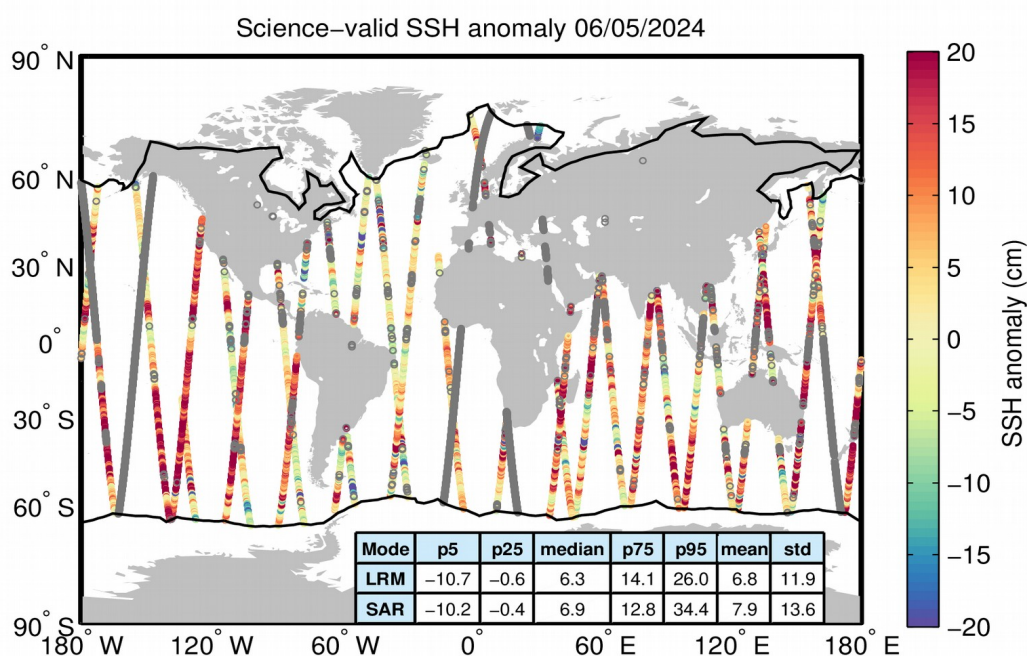 Science−valid SSH anomaly 06/05/2024
90° N
60° N
30° N
0°
30° S
60° S
90° S
180° W
120° W
60° W
0°
60° E
120° E
180° E
Mode p5 p25 median p75 p95 mean std
LRM −10.7 −0.6 6.3 14.1 26.0 6.8 11.9
SAR −10.2 −0.4 6.9 12.8 34.4 7.9 13.6
20
15
10
5
0
−5
−10
−15
−20
SSH anomaly (cm)